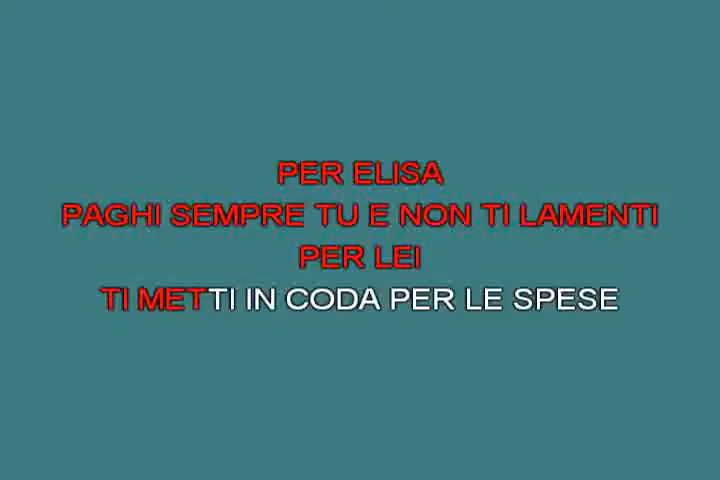 PER ELISA
PAGHI SEMPRE TU E NON TI LAMENTI
PER LEI
TI METTI IN CODA PER LE SPESE